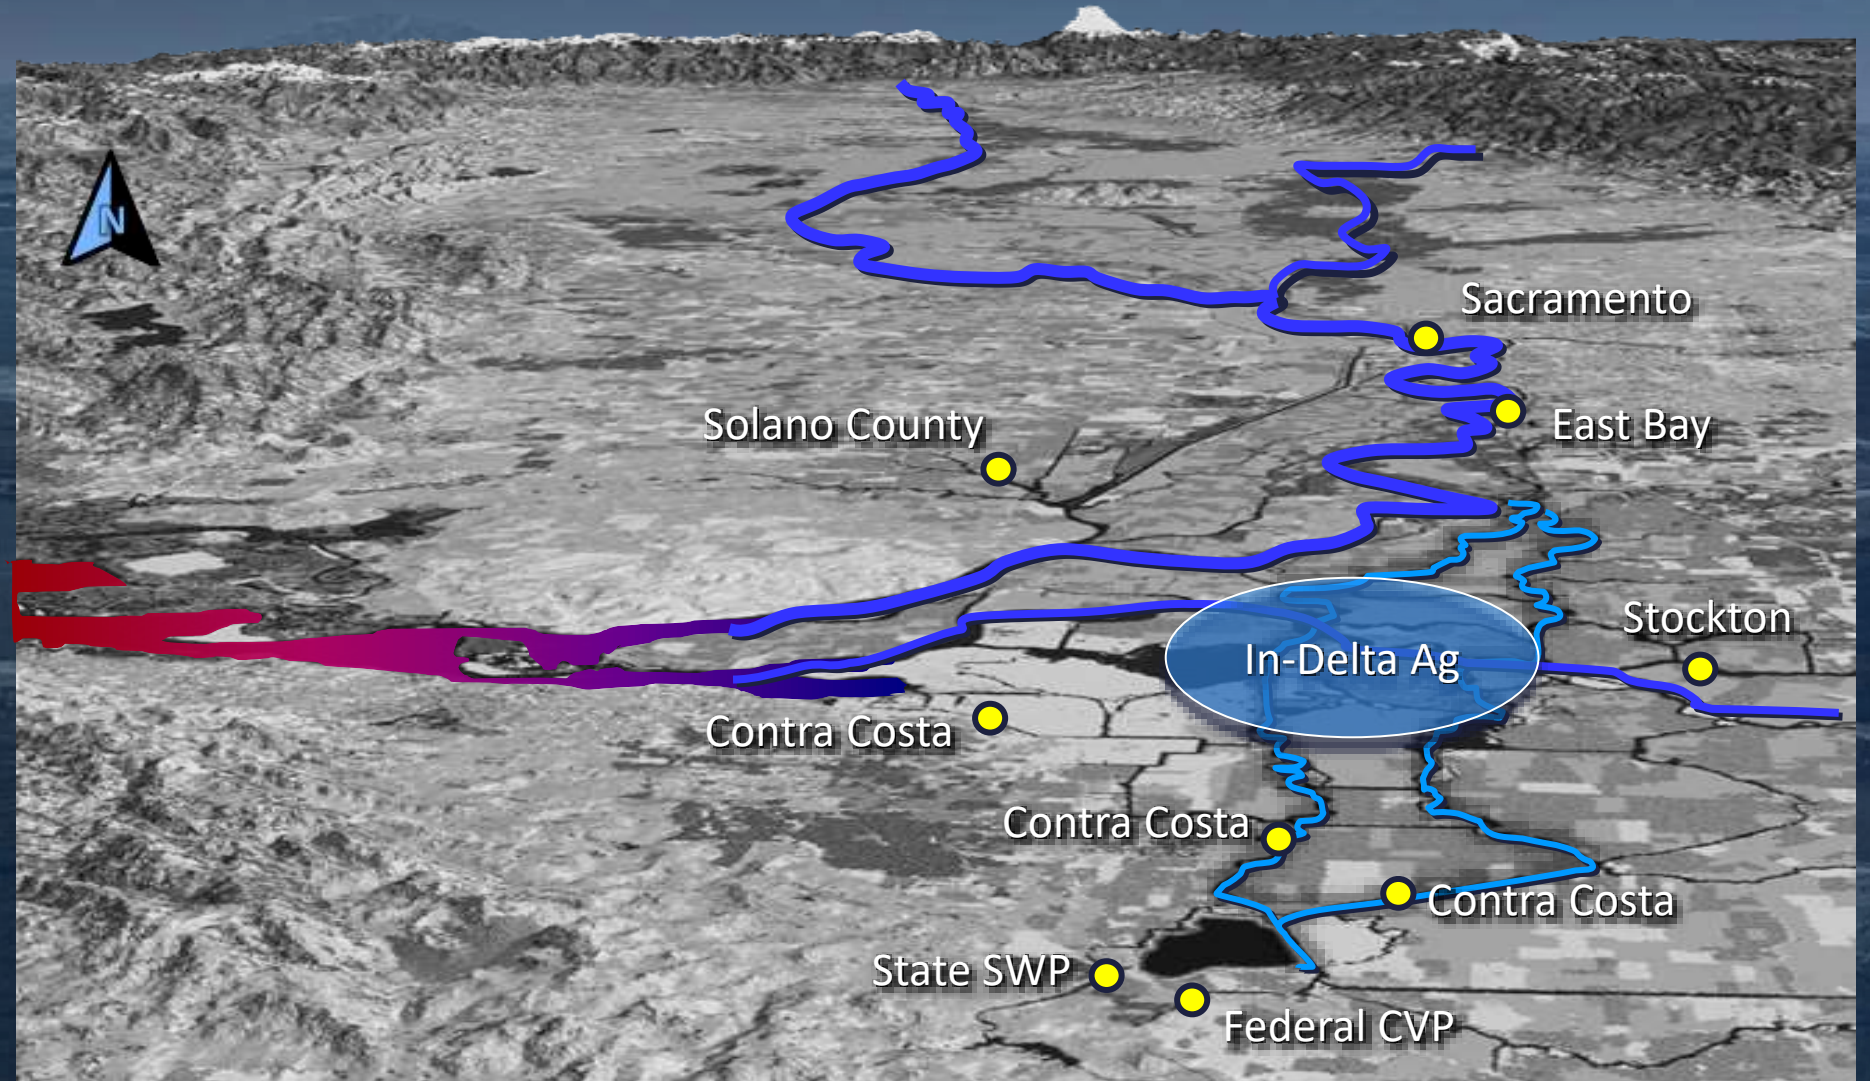 N
Sacramento
Solano County
East Bay
Stockton
In-Delta Ag
Contra Costa
Contra Costa
Contra Costa
State SWP
Federal CVP